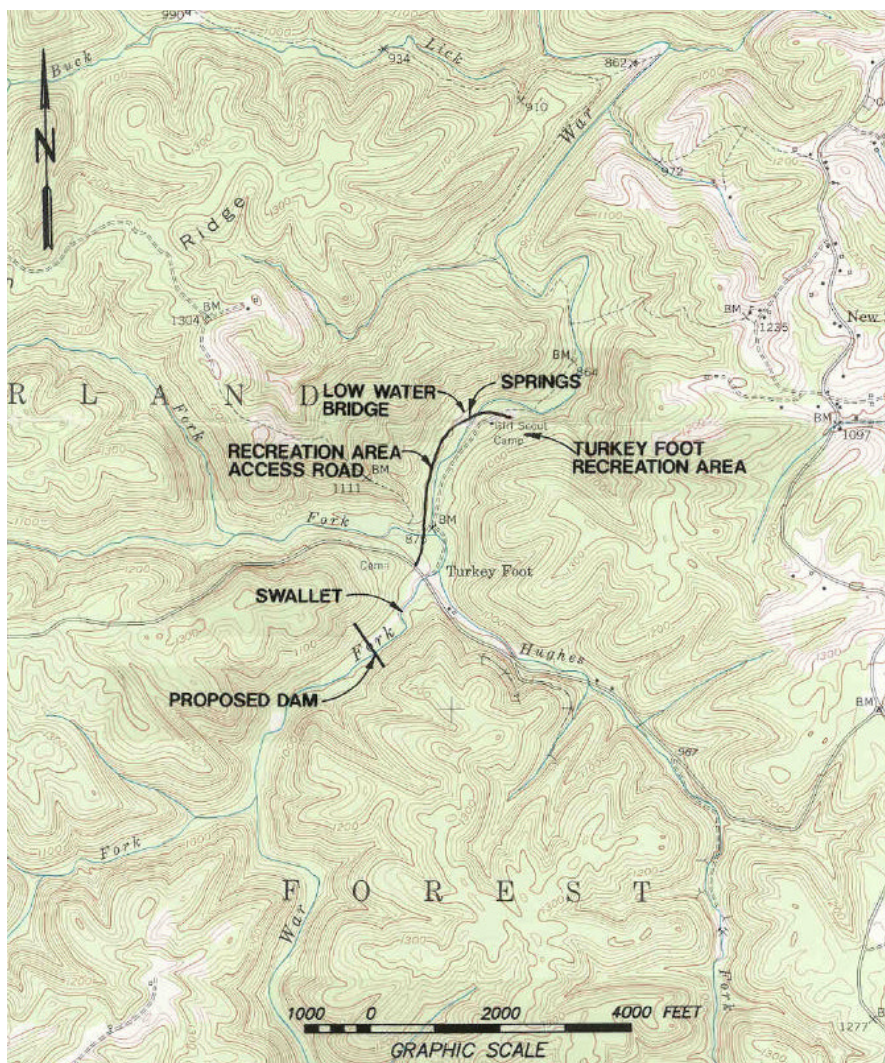 990
Buck
934
Lick
862
910
War
972
1300
1200
1100
N
Ridge
BM
1304
BM
1235
New
BM
864
R L A N D
LOW WATER
BRIDGE
SPRINGS
Fork
Girl Scout
Camp
BM
1097
RECREATION AREA
ACCESS ROAD
BM
1111
TURKEY FOOT
RECREATION AREA
Fork
BM
Turkey Foot
SWALLET
Fork
Hughes
PROPOSED DAM
BM
987
Fork
F O R E S T
War
Fork
1000 0 2000 4000 FEET
GRAPHIC SCALE
1277